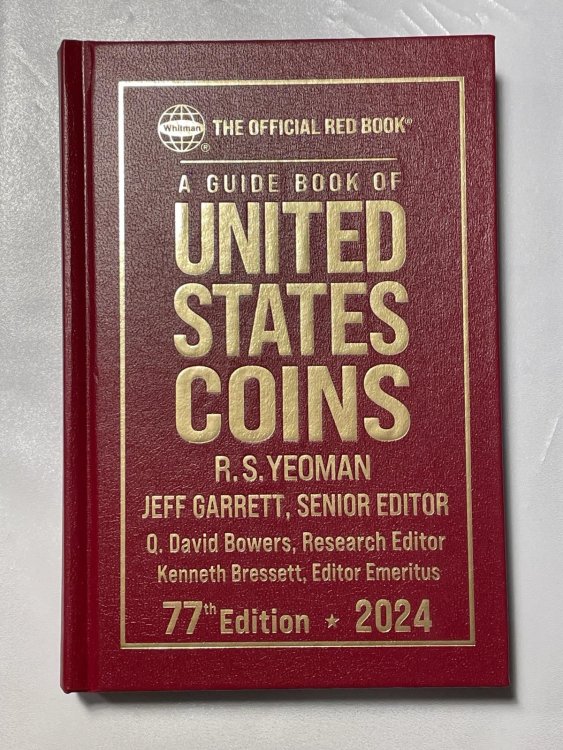 Whitman® THE OFFICIAL RED BOOK®
A GUIDE BOOK OF
UNITED
STATES
COINS
R. S. YEOMAN
JEFF GARRETT, SENIOR EDITOR
Q. David Bowers, Research Editor
Kenneth Bressett, Editor Emeritus
77th Edition ★ 2024